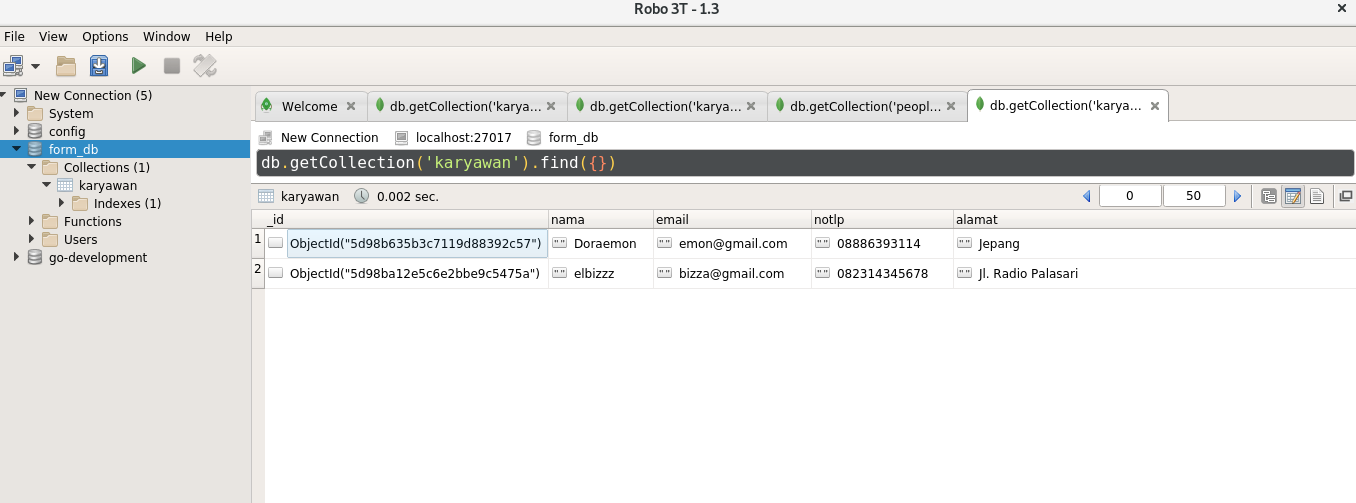 Robo 3T - 1.3
File View Options Window Help
New Connection (5)
System
config
form_db
Collections (1)
karyawan
Indexes (1)
Functions
Users
go-development
Welcome db.getCollection('karya... db.getCollection('karya... db.getCollection('peopl... db.getCollection('karya...
New Connection localhost:27017 form_db
db.getCollection('karyawan').find({})
karyawan 0.002 sec. 0 50
_id nama email notlp alamat
1 ObjectId("5d98b635b3c7119d88392c57") "" Doraemon "" emon@gmail.com "" 08886393114 "" Jepang
2 ObjectId("5d98ba12e5c6e2bbe9c5475a") "" elbizzz "" bizza@gmail.com "" 082314345678 "" Jl. Radio Palasari